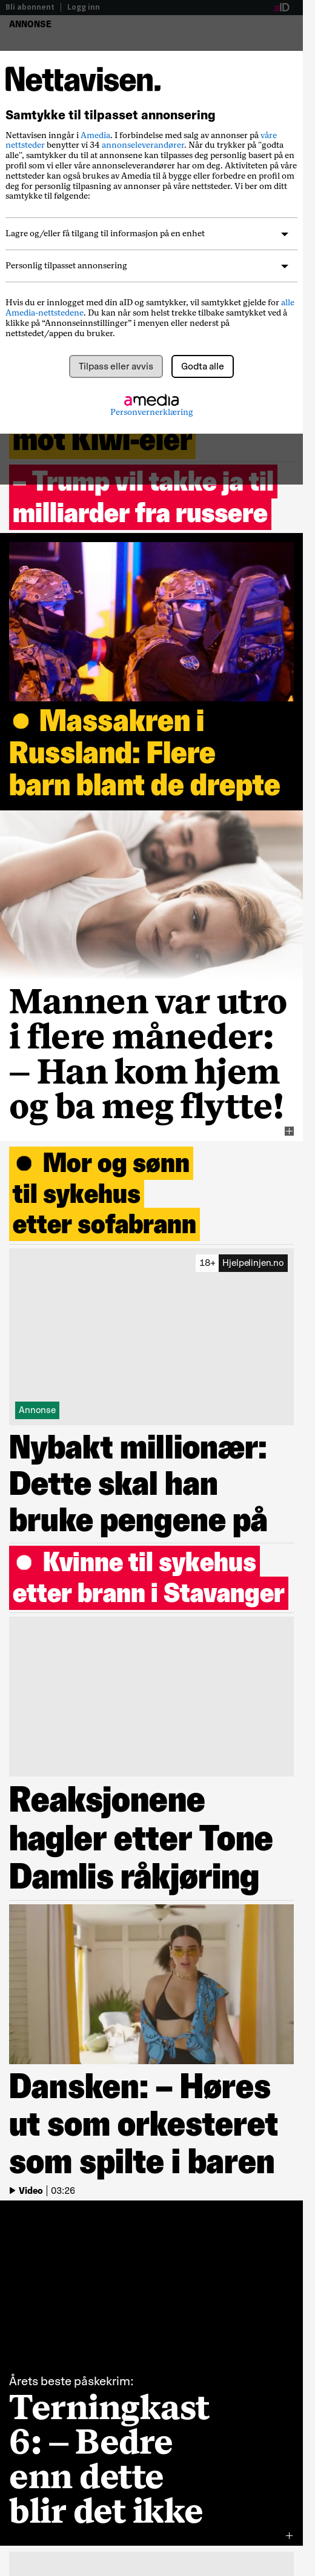 Bli abonnent | Logg inn
aID
ANNONSE
Nettavisen.
Samtykke til tilpasset annonsering
Nettavisen inngår i Amedia. I forbindelse med salg av annonser på våre
nettsteder benytter vi 34 annonseleverandører. Når du trykker på "godta
alle", samtykker du til at annonsene kan tilpasses deg personlig basert på en
profil som vi eller våre annonseleverandører har om deg. Aktiviteten på våre
nettsteder kan også brukes av Amedia til å bygge eller forbedre en profil om
deg for personlig tilpasning av annonser på våre nettsteder. Vi ber om ditt
samtykke til følgende:
Lagre og/eller få tilgang til informasjon på en enhet
Personlig tilpasset annonsering
Hvis du er innlogget med din aID og samtykker, vil samtykket gjelde for alle
Amedia-nettstedene. Du kan når som helst trekke tilbake samtykket ved å
klikke på “Annonseinnstillinger” i menyen eller nederst på
nettstedet/appen du bruker.
Tilpass eller avvis
Godta alle
amedia
Personvernerklæring
mot Kiwi-eier
– Trump vil takke ja til
milliarder fra russere
Massakren i
Russland: Flere
barn blant de drepte
Mannen var utro
i flere måneder:
– Han kom hjem
og ba meg flytte!
Mor og sønn
til sykehus
etter sofabrann
18+ Hjelpelinjen.no
Annonse
Nybakt millionær:
Dette skal han
bruke pengene på
Kvinne til sykehus
etter brann i Stavanger
Reaksjonene
hagler etter Tone
Damlis råkjøring
Dansken: – Høres
ut som orkesteret
som spilte i baren
Video | 03:26
Årets beste påskekrim:
Terningkast
6: – Bedre
enn dette
blir det ikke